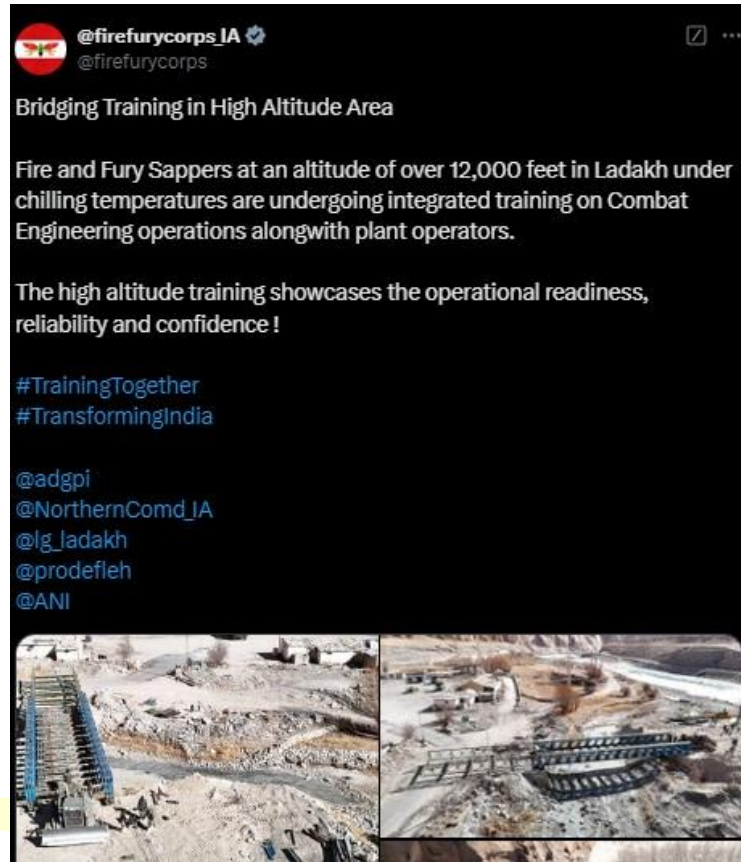 @firefurycorps_IA
@firefurycorps
Bridging Training in High Altitude Area
Fire and Fury Sappers at an altitude of over 12,000 feet in Ladakh under
chilling temperatures are undergoing integrated training on Combat
Engineering operations alongwith plant operators.
The high altitude training showcases the operational readiness,
reliability and confidence !
#TrainingTogether
#TransformingIndia
@adgpi
@NorthernComd_IA
@lg_ladakh
@prodefleh
@ANI